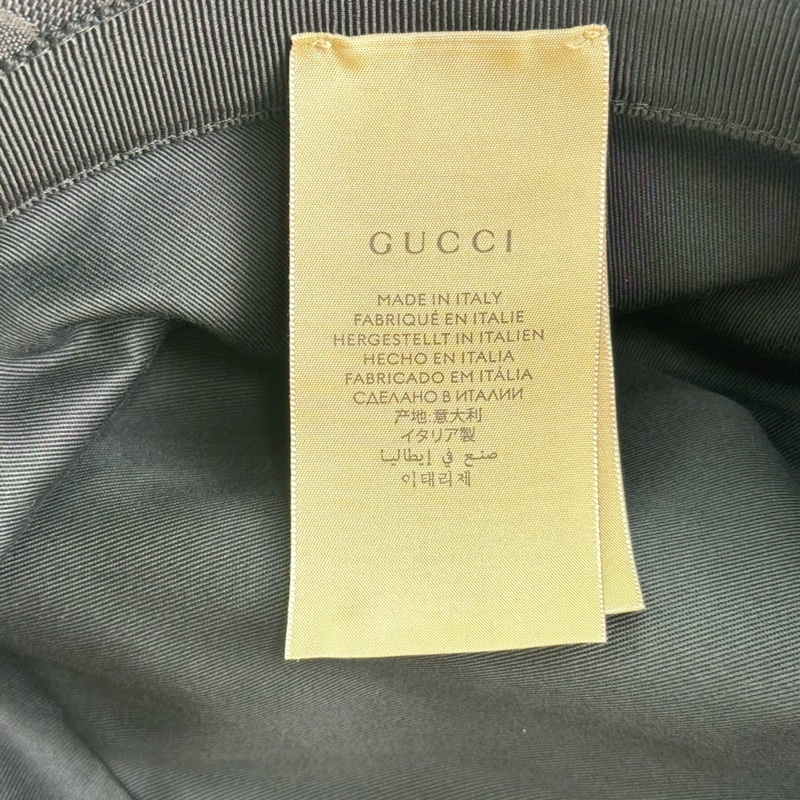 GUCCI
MADE IN ITALY
FABRIQUÉ EN ITALIE
HERGESTELLT IN ITALIEN
HECHO EN ITALIA
FABRICADO EM ITÁLIA
СДЕЛАНО В ИТАЛИИ
产地:意大利
イタリア製
صنع في إيطاليا
이태리제